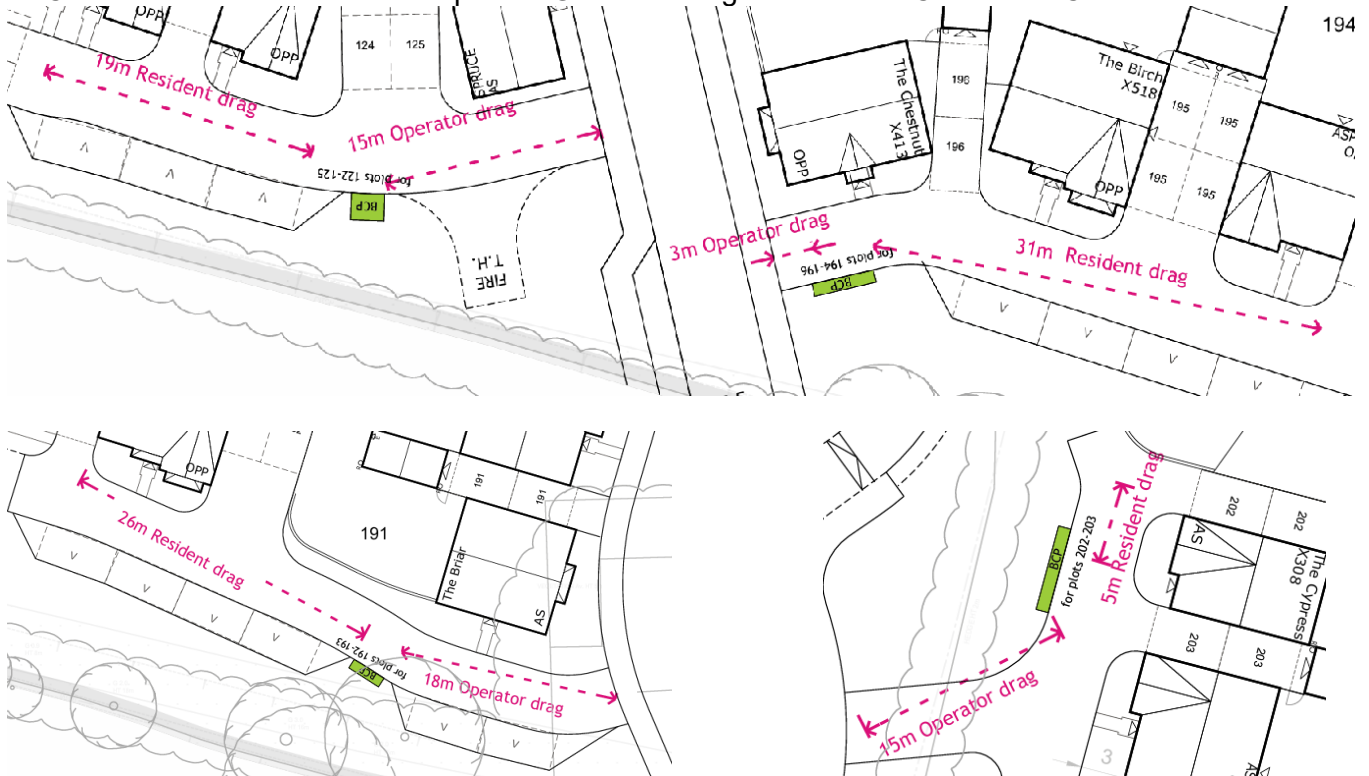 OPP
OPP
124
125
SPRUCE
AS
19m Resident drag
15m Operator drag
for plots 122-125
BCP
V
V
V
FIRE
T.H.
The Chestnut
X413
OPP
196
196
The Birch
X518
OPP
195
195
195
195
194
3m Operator drag
31m Resident drag
for plots 194-196
BCP
V
V
V
V
OPP
191
191
191
The Briar
AS
26m Resident drag
18m Operator drag
for plots 192-193
BCP
V
V
V
V
V
V
V
202
202
AS
The Cypress
X308
203
203
5m Resident drag
BCP
for plots 202-203
15m Operator drag
3
AS